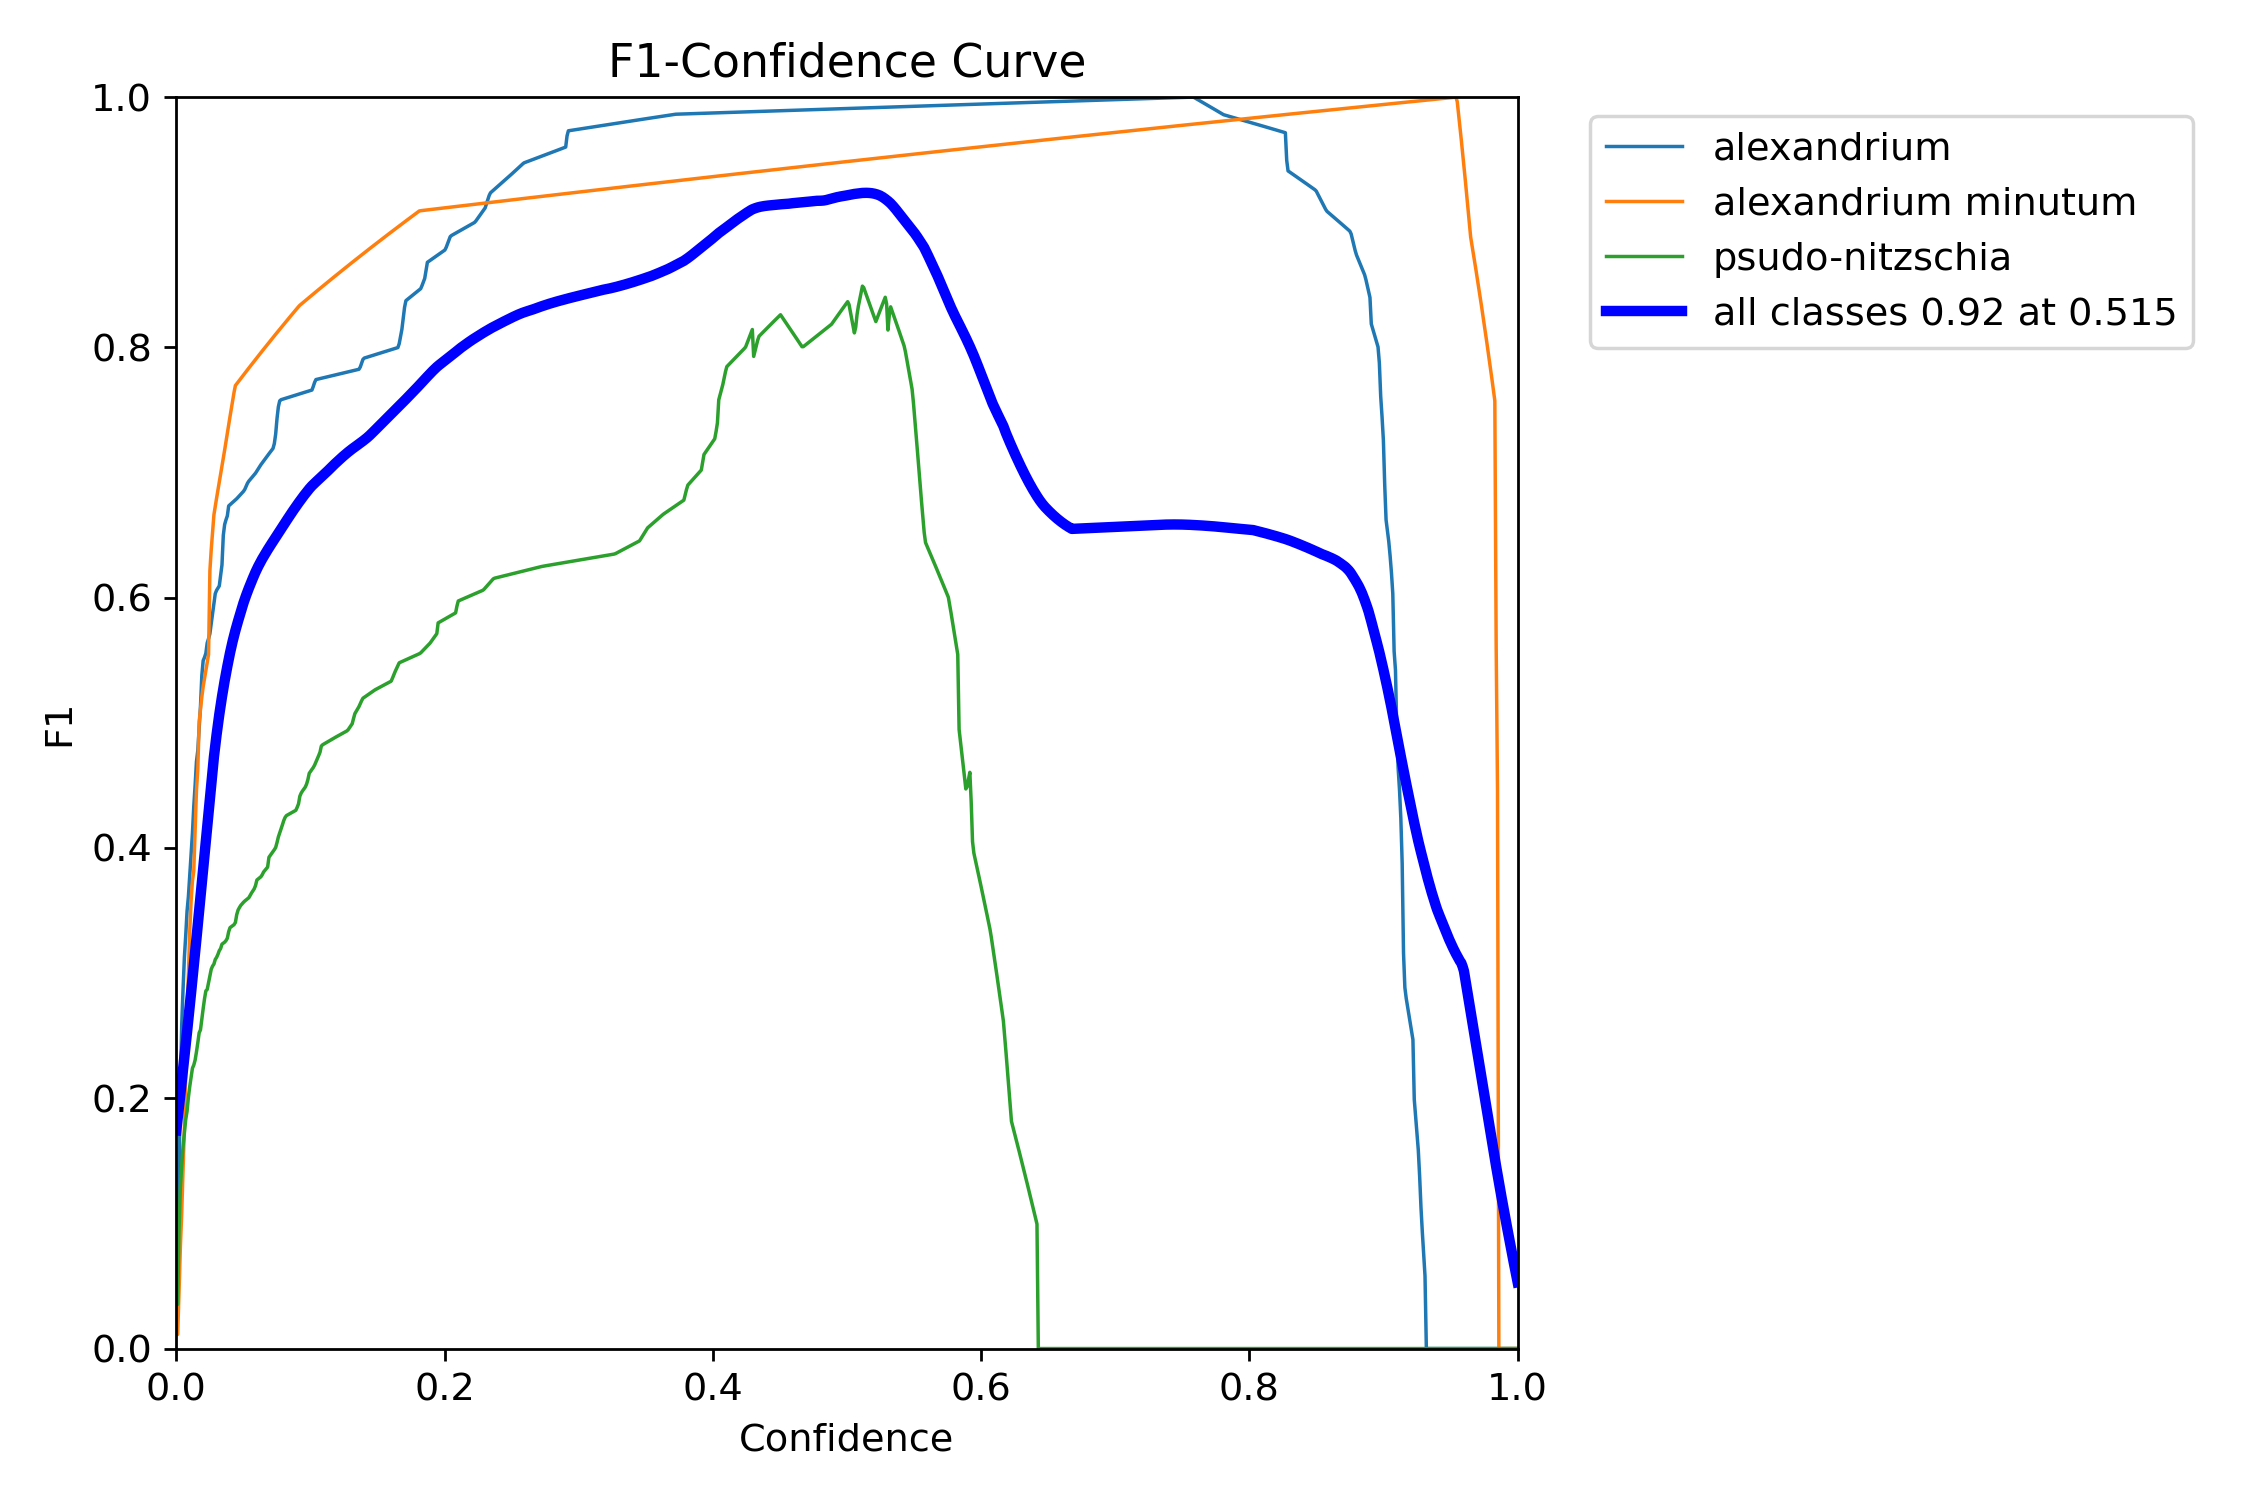 F1-Confidence Curve
1.0
0.8
0.6
0.4
0.2
0.0
F1
0.0 0.2 0.4 0.6 0.8 1.0
Confidence
alexandrium
alexandrium minutum
psudo-nitzschia
all classes 0.92 at 0.515